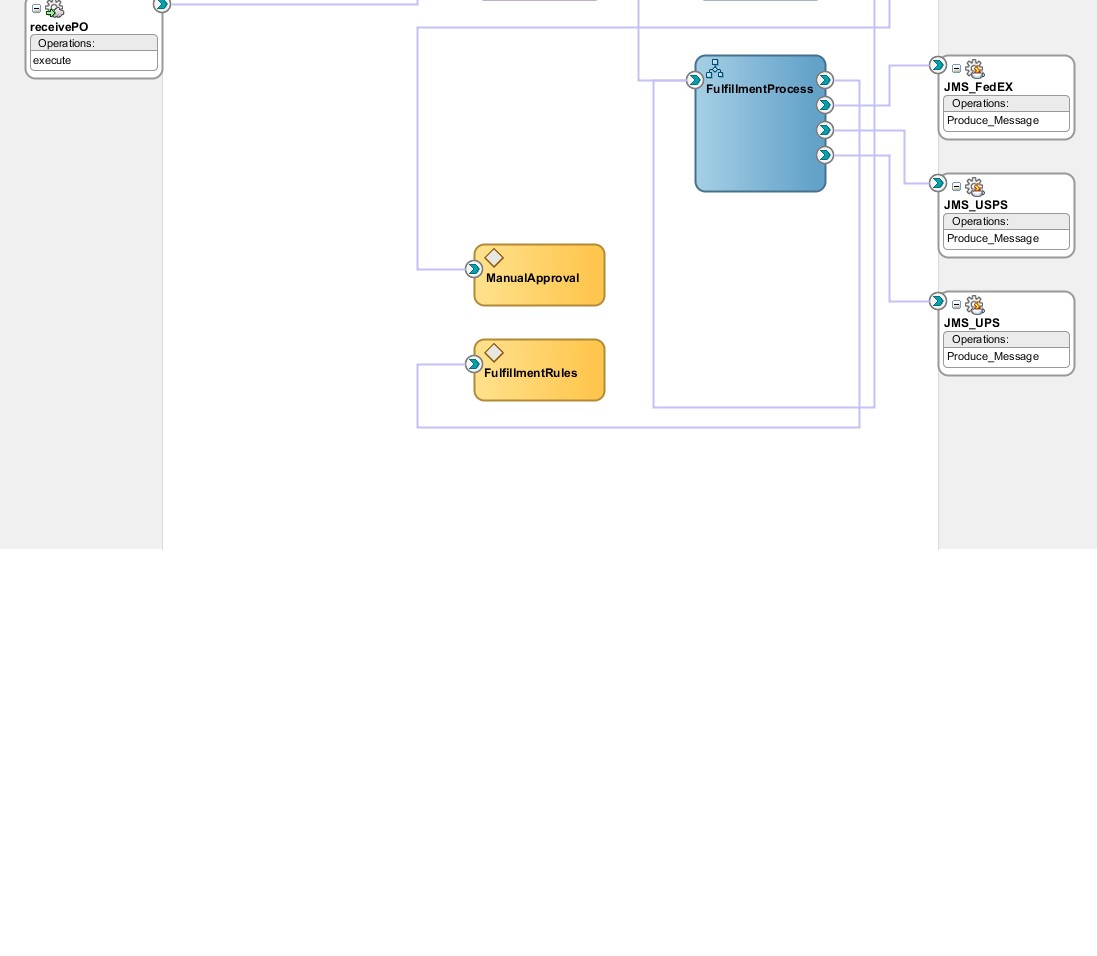 receivePO
Operations:
execute
FulfillmentProcess
JMS_FedEX
Operations:
Produce_Message
JMS_USPS
Operations:
Produce_Message
ManualApproval
JMS_UPS
Operations:
Produce_Message
FulfillmentRules